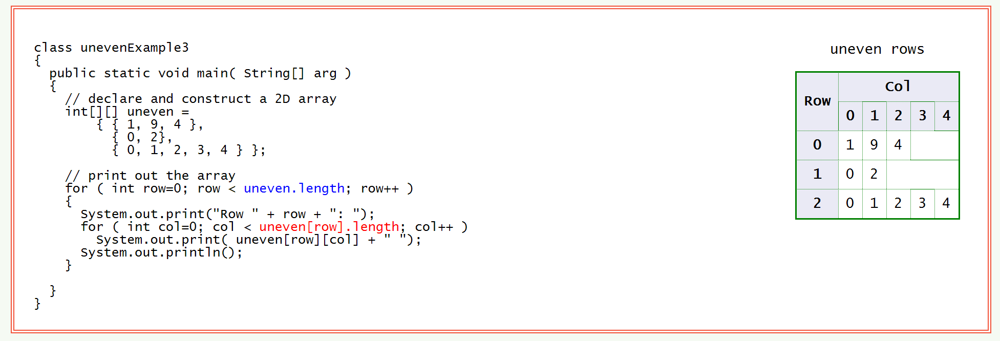 class unevenExample3
{
  public static void main( String[] arg )
  {
    // declare and construct a 2D array
    int[][] uneven =
        { { 1, 9, 4 },
          { 0, 2},
          { 0, 1, 2, 3, 4 } };

    // print out the array
    for ( int row=0; row < uneven.length; row++ )
    {
      System.out.print("Row " + row + ": ");
      for ( int col=0; col < uneven[row].length; col++ )
        System.out.print( uneven[row][col] + " ");
      System.out.println();
    }

  }
}
uneven rows
Row Col
0 1 2 3 4
0 1 9 4
1 0 2
2 0 1 2 3 4